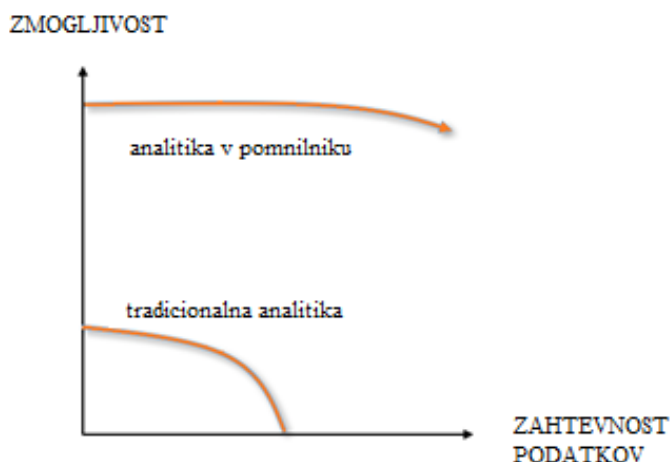 ZMOGLJIVOST
analitika v pomnilniku
tradicionalna analitika
ZAHTEVNOST
PODATKOV